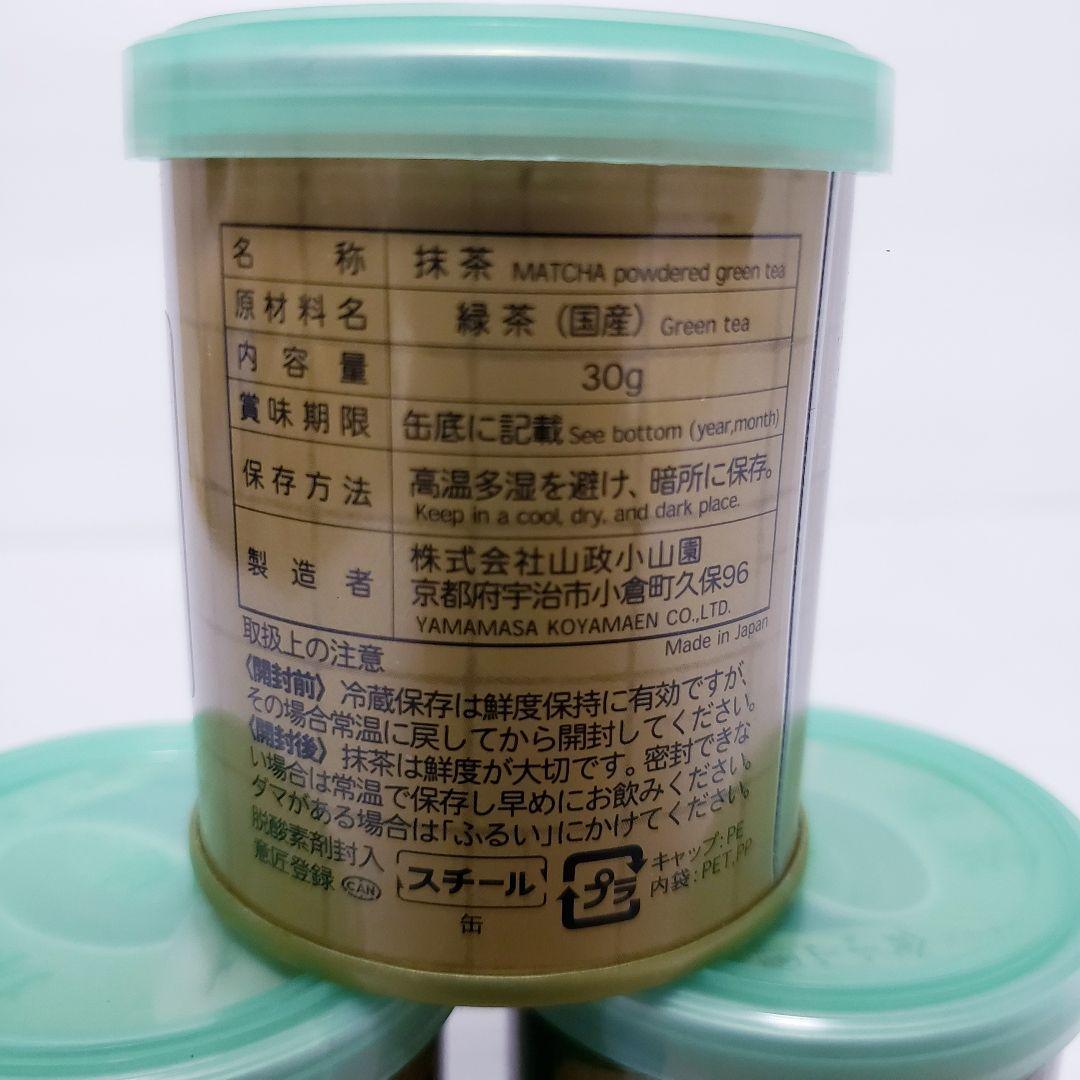 名称 抹茶 MATCHA powdered green tea
原材料名 緑茶(国産) Green tea
内容量 30g
賞味期限 缶底に記載 See bottom (year,month)
保存方法 高温多湿を避け、暗所に保存。
Keep in a cool, dry, and dark place.
製造者 株式会社山政小山園
京都府宇治市小倉町久保96
YAMAMASA KOYAMAEN CO.,LTD.
Made in Japan
取扱上の注意
〈開封前〉冷蔵保存は鮮度保持に有効ですが、
その場合常温に戻してから開封してください。
〈開封後〉抹茶は鮮度が大切です。密封できな
い場合は常温で保存し早めにお飲みください。
ダマがある場合は「ふるい」にかけてください。
脱酸素剤封入
意匠登録 CAN
スチール
缶
プラ
キャップ:PE
内袋:PET,PP